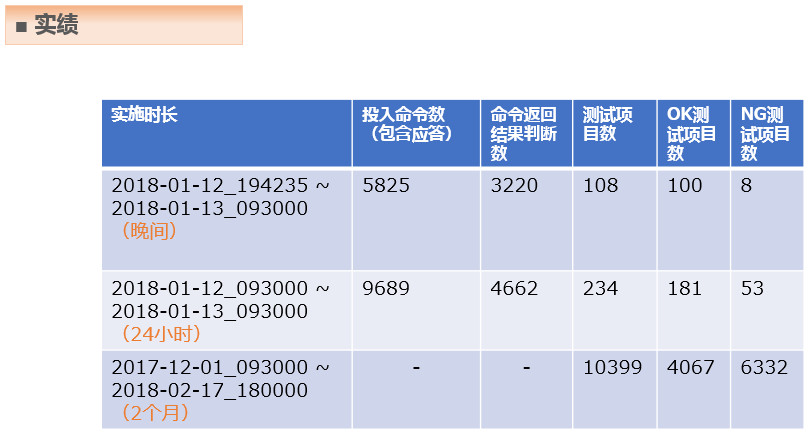 ■ 实绩
实施时长
投入命令数
（包含应答）
命令返回
结果判断
数
测试项
目数
OK测
试项目
数
NG测
试项目
数
2018-01-12_194235 ~
2018-01-13_093000
（晚间）
5825
3220
108
100
8
2018-01-12_093000 ~
2018-01-13_093000
（24小时）
9689
4662
234
181
53
2017-12-01_093000 ~
2018-02-17_180000
（2个月）
-
-
10399
4067
6332